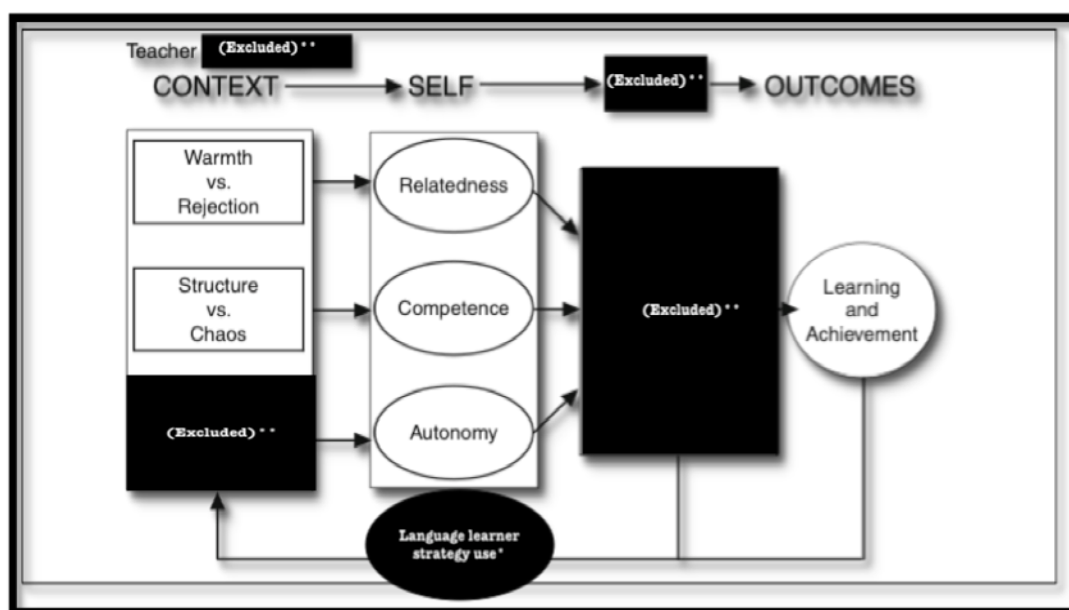 Teacher (Excluded)**
CONTEXT SELF (Excluded)** OUTCOMES
Warmth
vs.
Rejection
Relatedness
Structure
vs.
Chaos
Competence
(Excluded)**
Learning
and
Achievement
(Excluded)**
Autonomy
Language learner
strategy use*